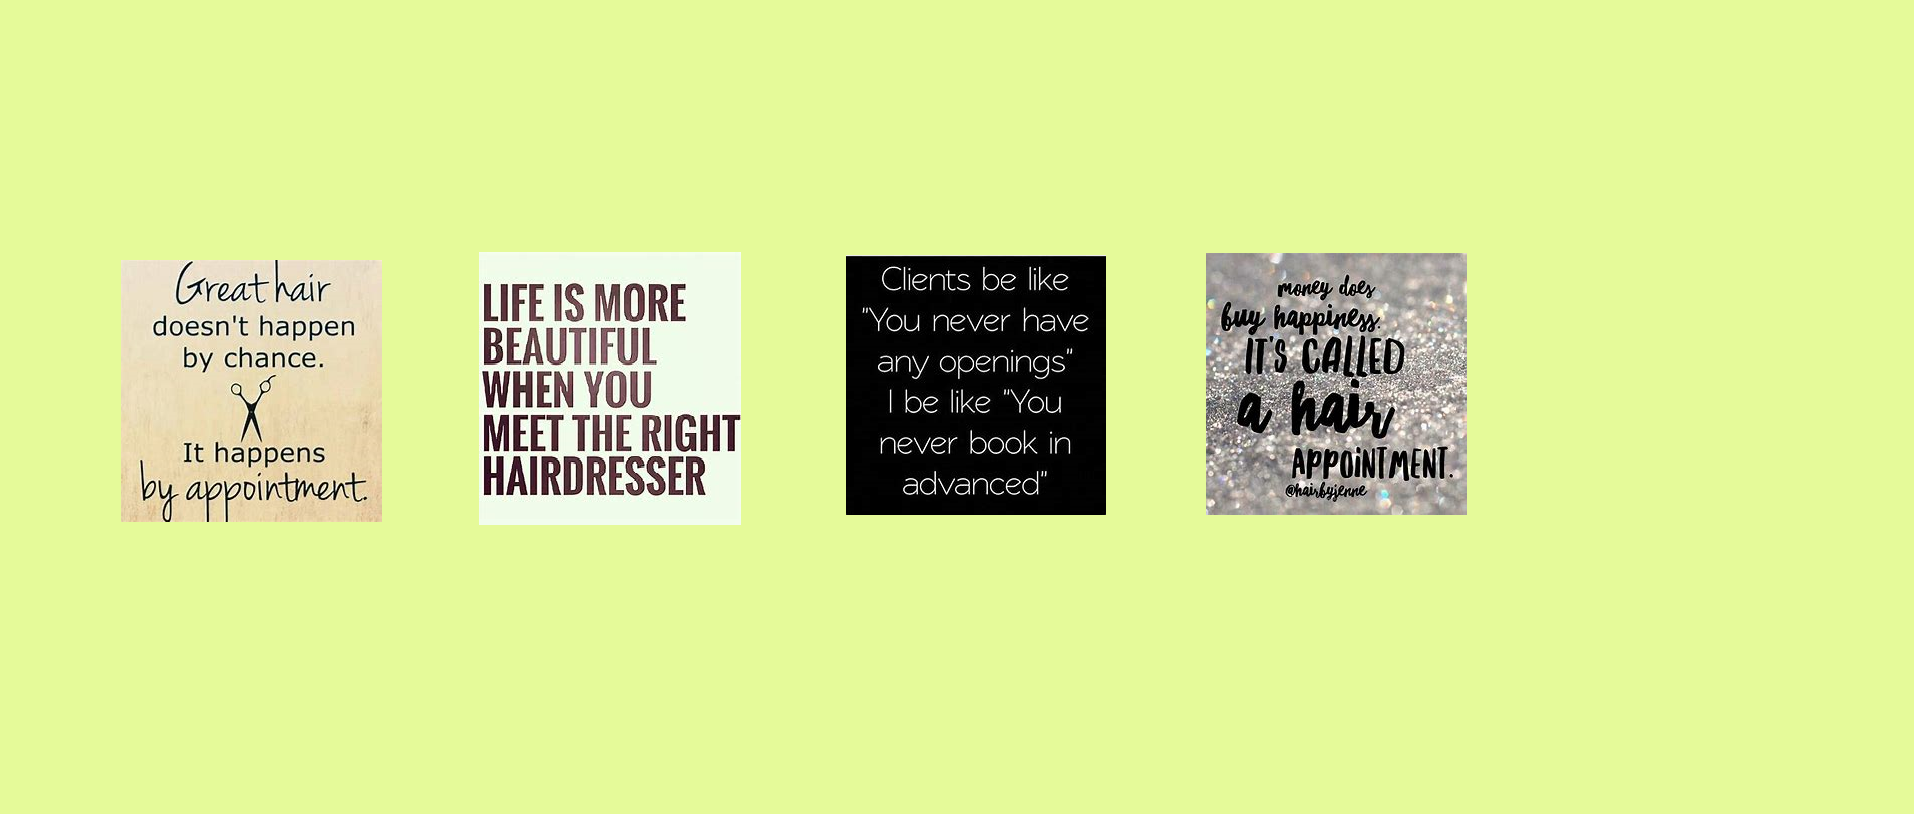 Great hair
doesn't happen
by chance.
It happens
by appointment.
LIFE IS MORE
BEAUTIFUL
WHEN YOU
MEET THE RIGHT
HAIRDRESSER
Clients be like
"You never have
any openings"
I be like "You
never book in
advanced"
money does
buy happiness.
IT'S CALLED
a hair
APPOINTMENT.
@hairbyjenne